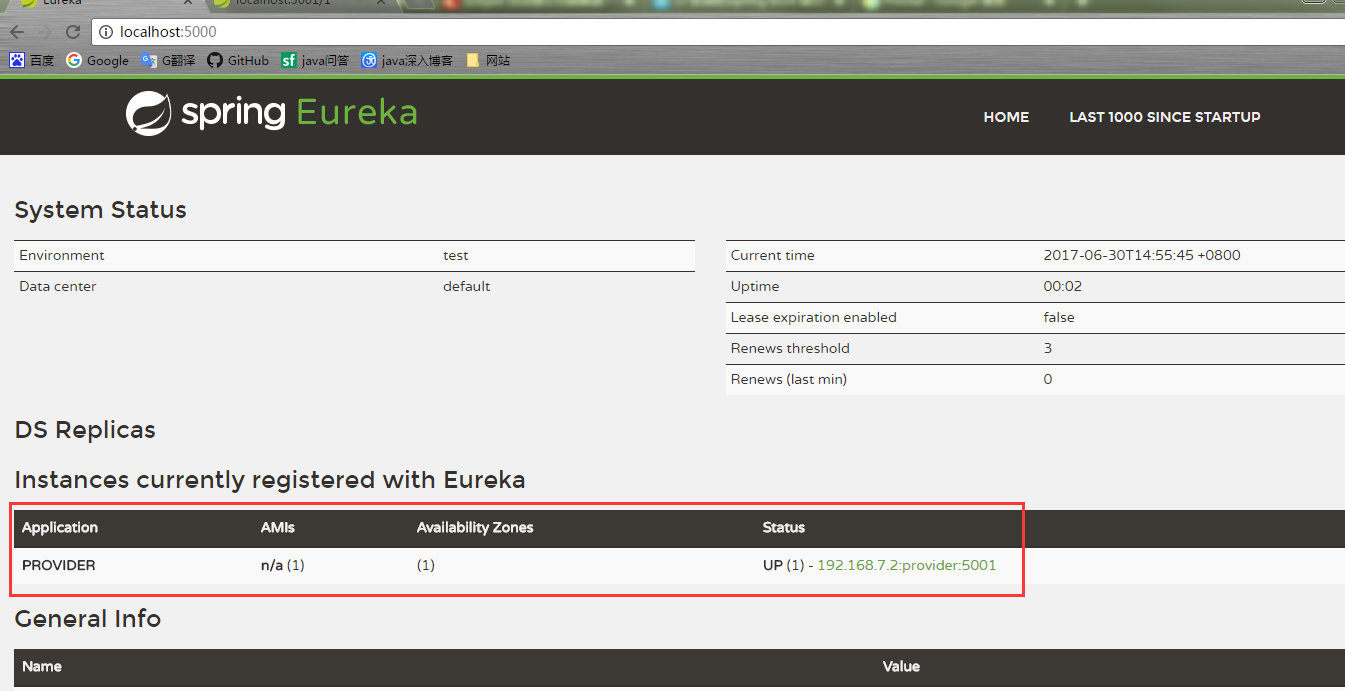 Eureka
localhost:5001/1
localhost:5000
百度 Google G翻译 GitHub java问答 java深入博客 网站
spring Eureka
HOME LAST 1000 SINCE STARTUP
System Status
Environment test
Data center default
Current time 2017-06-30T14:55:45 +0800
Uptime 00:02
Lease expiration enabled false
Renews threshold 3
Renews (last min) 0
DS Replicas
Instances currently registered with Eureka
Application AMIs Availability Zones Status
PROVIDER n/a (1) (1) UP (1) - 192.168.7.2:provider:5001
General Info
Name Value